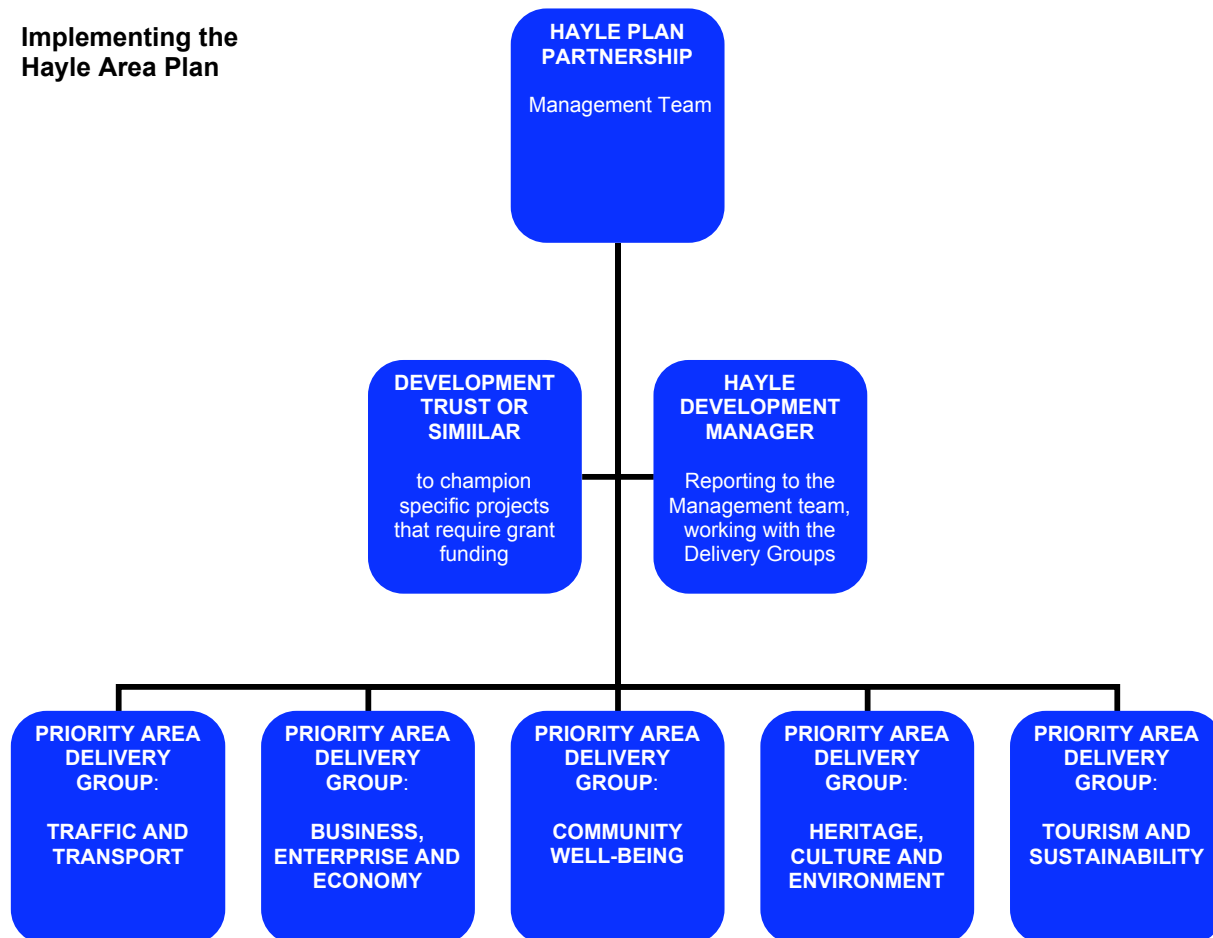 Implementing the
Hayle Area Plan
HAYLE PLAN
PARTNERSHIP
Management Team
DEVELOPMENT
TRUST OR
SIMIILAR
to champion
specific projects
that require grant
funding
HAYLE
DEVELOPMENT
MANAGER
Reporting to the
Management team,
working with the
Delivery Groups
PRIORITY AREA
DELIVERY
GROUP:
TRAFFIC AND
TRANSPORT
PRIORITY AREA
DELIVERY
GROUP:
BUSINESS,
ENTERPRISE AND
ECONOMY
PRIORITY AREA
DELIVERY
GROUP:
COMMUNITY
WELL-BEING
PRIORITY AREA
DELIVERY
GROUP:
HERITAGE,
CULTURE AND
ENVIRONMENT
PRIORITY AREA
DELIVERY
GROUP:
TOURISM AND
SUSTAINABILITY